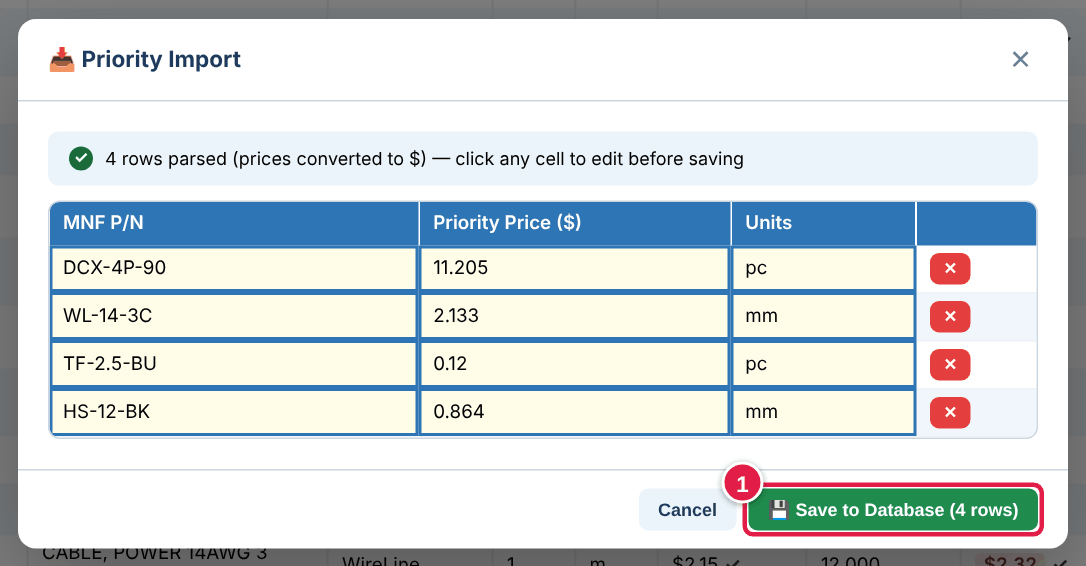 📥 Priority Import ✕
4 rows parsed (prices converted to $) — click any cell to edit before saving
MNF P/N Priority Price ($) Units
DCX-4P-90 11.205 pc ✕
WL-14-3C 2.133 mm ✕
TF-2.5-BU 0.12 pc ✕
HS-12-BK 0.864 mm ✕
1
Cancel 💾 Save to Database (4 rows)
CABLE, POWER 14AWG 3
WireLine 1 m $2.15 ✓ 12,000 $2.32 ✓